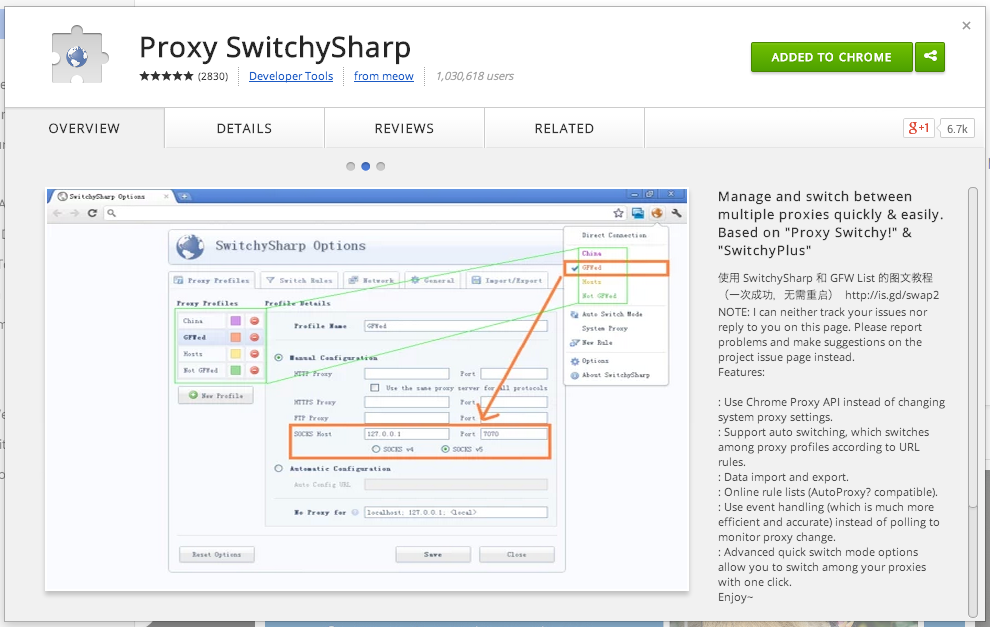 Proxy SwitchySharp
★★★★★ (2830) Developer Tools from meow 1,030,618 users
ADDED TO CHROME
OVERVIEW DETAILS REVIEWS RELATED
g+1 6.7k
SwitchySharp Options
SwitchySharp Options
Proxy Profiles Switch Rules Network General Import/Export
Proxy Profiles
China
GFWed
Hosts
Not GFWed
New Profile
Profile Details
Profile Name GFWed
Manual Configuration
HTTP Proxy Port
Use the same proxy server for all protocols
HTTPS Proxy Port
FTP Proxy Port
SOCKS Host 127.0.0.1 Port 7070
SOCKS v4 SOCKS v5
Automatic Configuration
Auto Config URL
No Proxy for localhost; 127.0.0.1; <local>
Reset Options Save Close
Direct Connection
China
GFWed
Hosts
Not GFWed
Auto Switch Mode
System Proxy
New Rule
Options
About SwitchySharp
Manage and switch between
multiple proxies quickly & easily.
Based on "Proxy Switchy!" &
"SwitchyPlus"
使用 SwitchySharp 和 GFW List 的图文教程
（一次成功，无需重启） http://is.gd/swap2
NOTE: I can neither track your issues nor
reply to you on this page. Please report
problems and make suggestions on the
project issue page instead.
Features:
: Use Chrome Proxy API instead of changing
system proxy settings.
: Support auto switching, which switches
among proxy profiles according to URL
rules.
: Data import and export.
: Online rule lists (AutoProxy? compatible).
: Use event handling (which is much more
efficient and accurate) instead of polling to
monitor proxy change.
: Advanced quick switch mode options
allow you to switch among your proxies
with one click.
Enjoy~